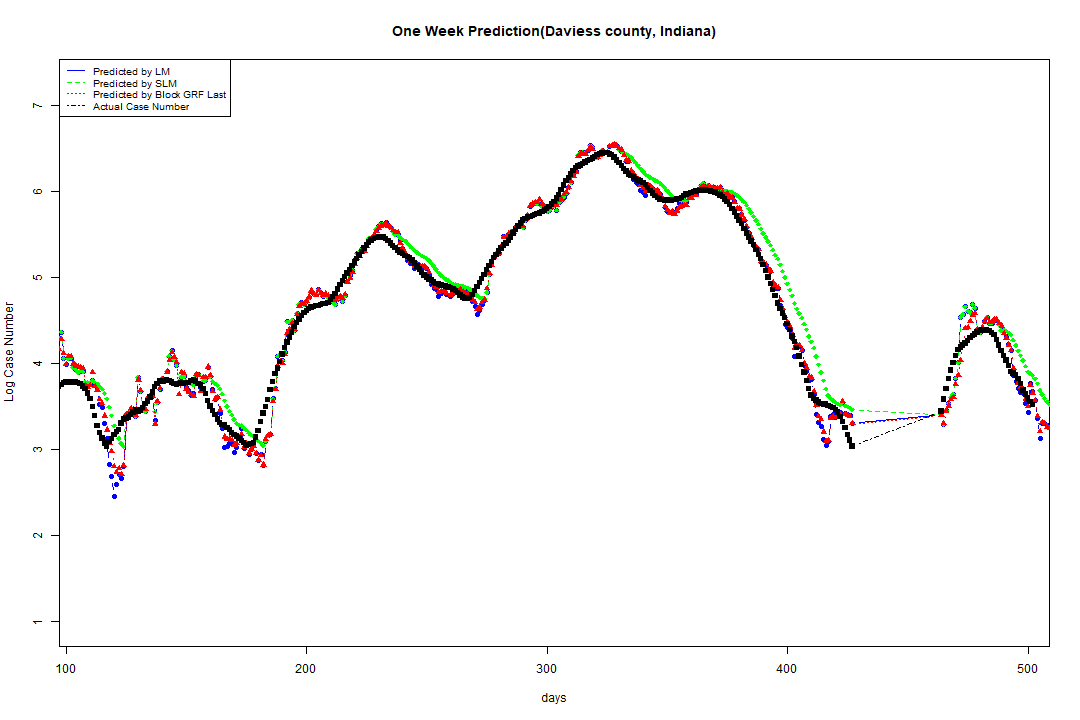 One Week Prediction(Daviess county, Indiana)
Predicted by LM
Predicted by SLM
Predicted by Block GRF Last
Actual Case Number
7
6
5
4
3
2
1
Log Case Number
100 200 300 400 500
days